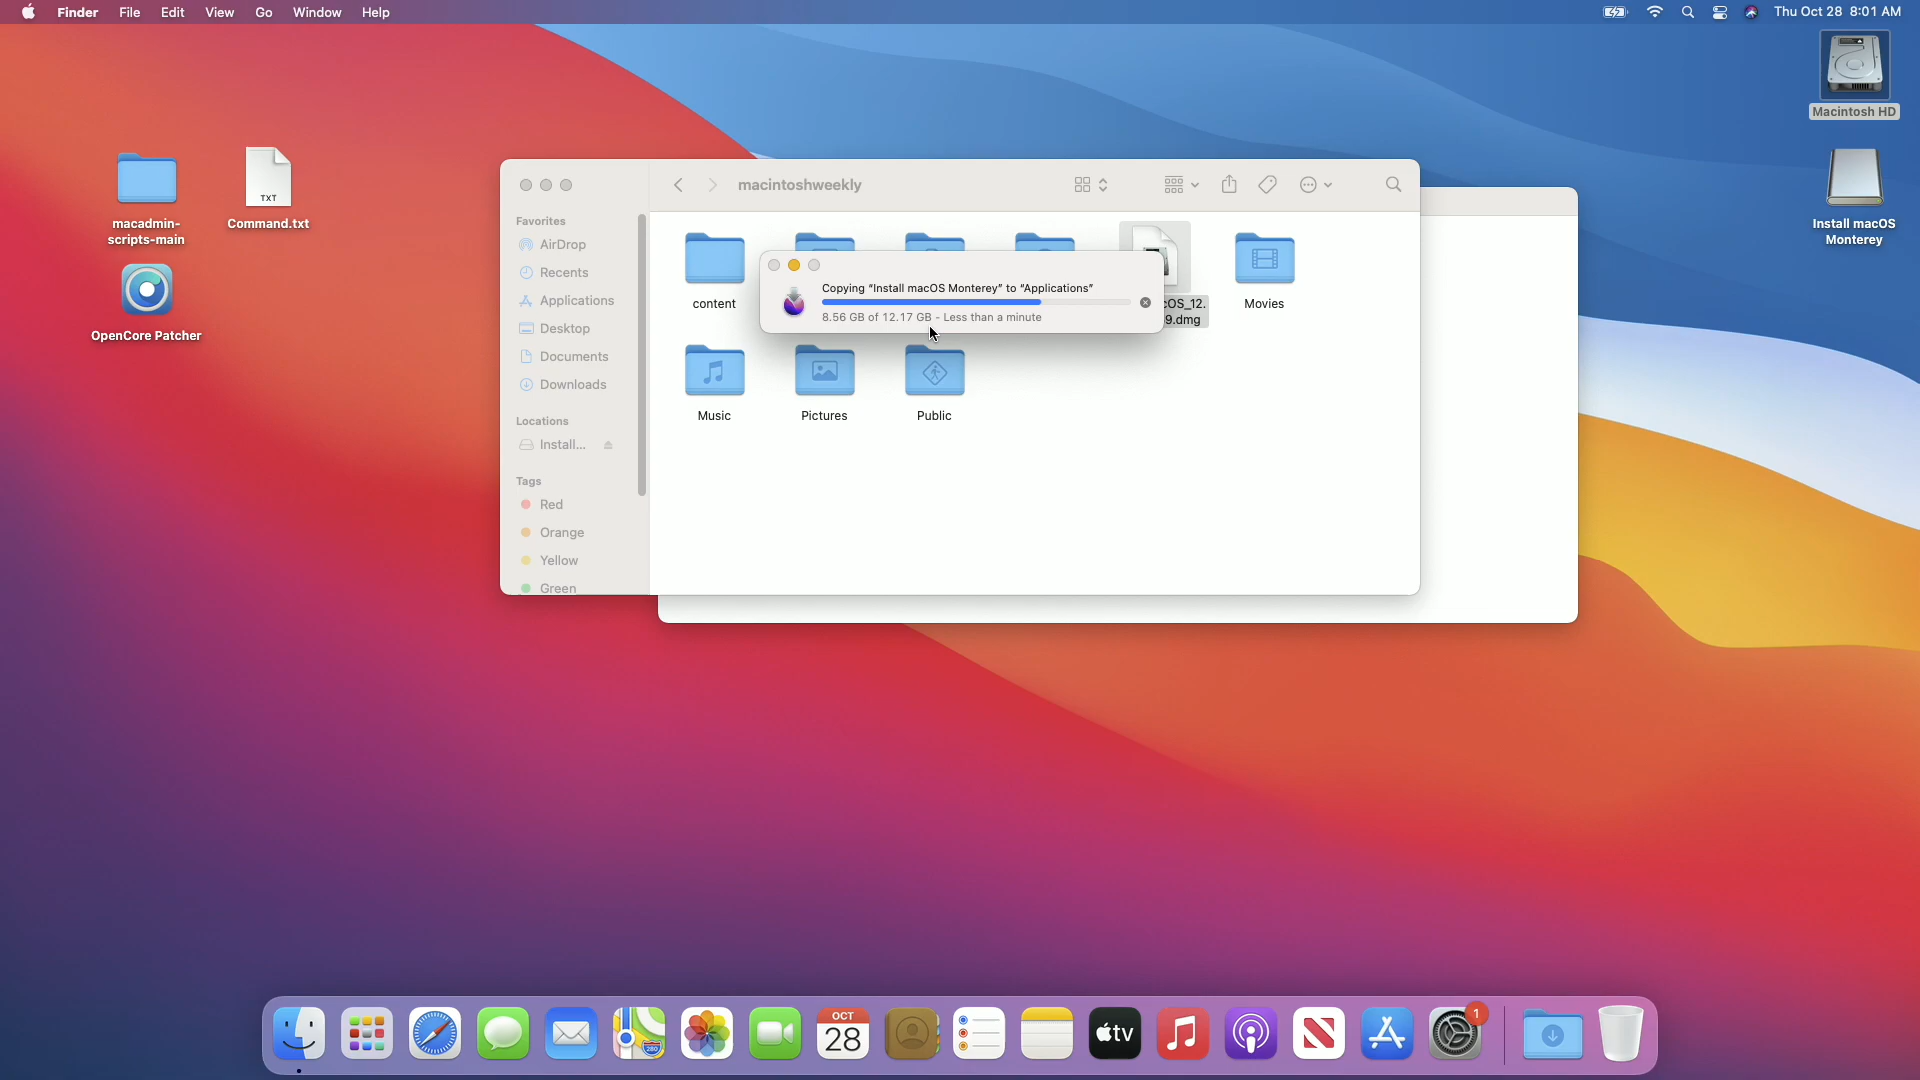 Finder File Edit View Go Window Help
Thu Oct 28 8:01 AM
Macintosh HD
Install macOS
Monterey
macadmin-
scripts-main
TXT
Command.txt
OpenCore Patcher
macintoshweekly
Favorites
AirDrop
Recents
Applications
Desktop
Documents
Downloads
Locations
Install...
Tags
Red
Orange
Yellow
Green
content
Copying “Install macOS Monterey” to “Applications”
8.56 GB of 12.17 GB - Less than a minute
cOS_12.
9.dmg
Movies
Music
Pictures
Public
280
OCT
28
tv
1